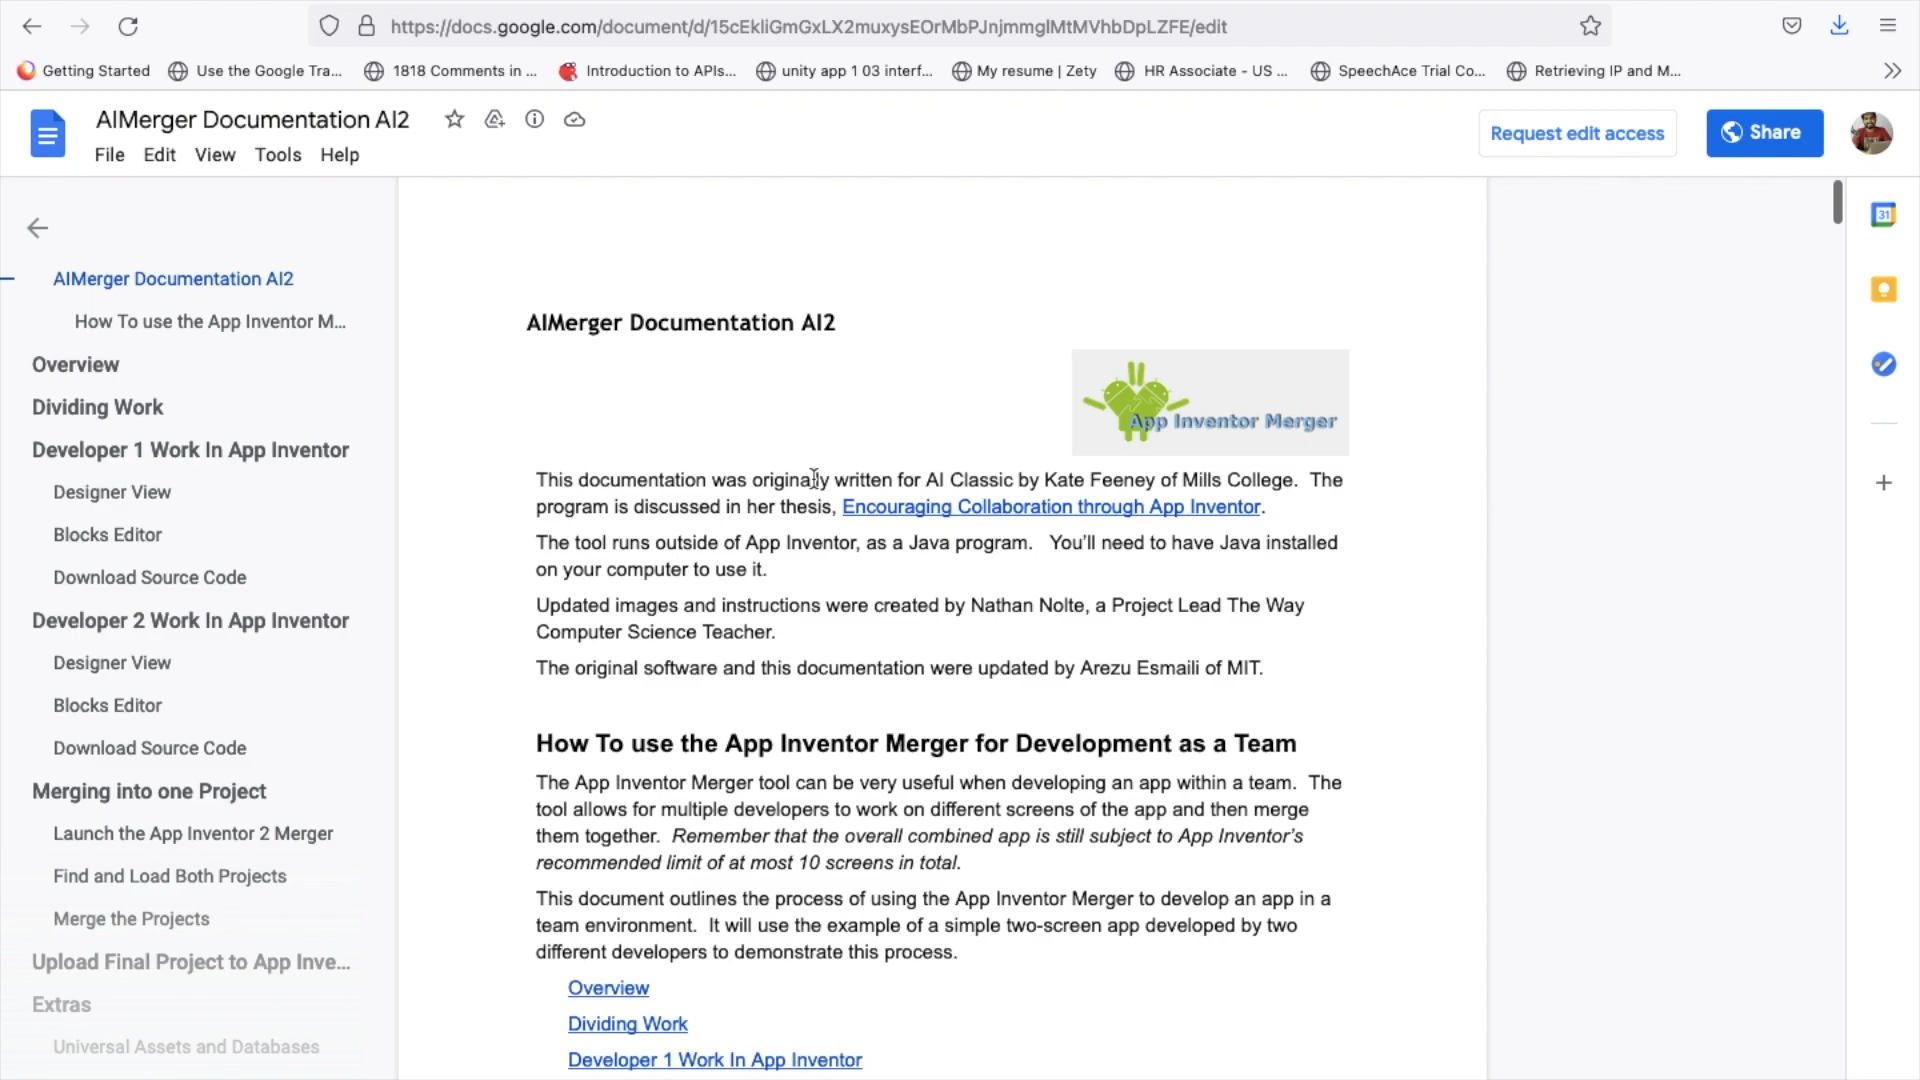 https://docs.google.com/document/d/15cEkliGmGxLX2muxysEOrMbPJnjmmglMtMVhbDpLZFE/edit
Getting Started
Use the Google Tra...
1818 Comments in ...
Introduction to APIs...
unity app 1 03 interf...
My resume | Zety
HR Associate - US ...
SpeechAce Trial Co...
Retrieving IP and M...
AIMerger Documentation AI2
File Edit View Tools Help
Request edit access
Share
31
AIMerger Documentation AI2
How To use the App Inventor M...
Overview
Dividing Work
Developer 1 Work In App Inventor
Designer View
Blocks Editor
Download Source Code
Developer 2 Work In App Inventor
Designer View
Blocks Editor
Download Source Code
Merging into one Project
Launch the App Inventor 2 Merger
Find and Load Both Projects
Merge the Projects
Upload Final Project to App Inve...
Extras
Universal Assets and Databases
AIMerger Documentation AI2
App Inventor Merger
This documentation was originally written for AI Classic by Kate Feeney of Mills College. The
program is discussed in her thesis, Encouraging Collaboration through App Inventor.
The tool runs outside of App Inventor, as a Java program. You'll need to have Java installed
on your computer to use it.
Updated images and instructions were created by Nathan Nolte, a Project Lead The Way
Computer Science Teacher.
The original software and this documentation were updated by Arezu Esmaili of MIT.
How To use the App Inventor Merger for Development as a Team
The App Inventor Merger tool can be very useful when developing an app within a team. The
tool allows for multiple developers to work on different screens of the app and then merge
them together. Remember that the overall combined app is still subject to App Inventor's
recommended limit of at most 10 screens in total.
This document outlines the process of using the App Inventor Merger to develop an app in a
team environment. It will use the example of a simple two-screen app developed by two
different developers to demonstrate this process.
Overview
Dividing Work
Developer 1 Work In App Inventor